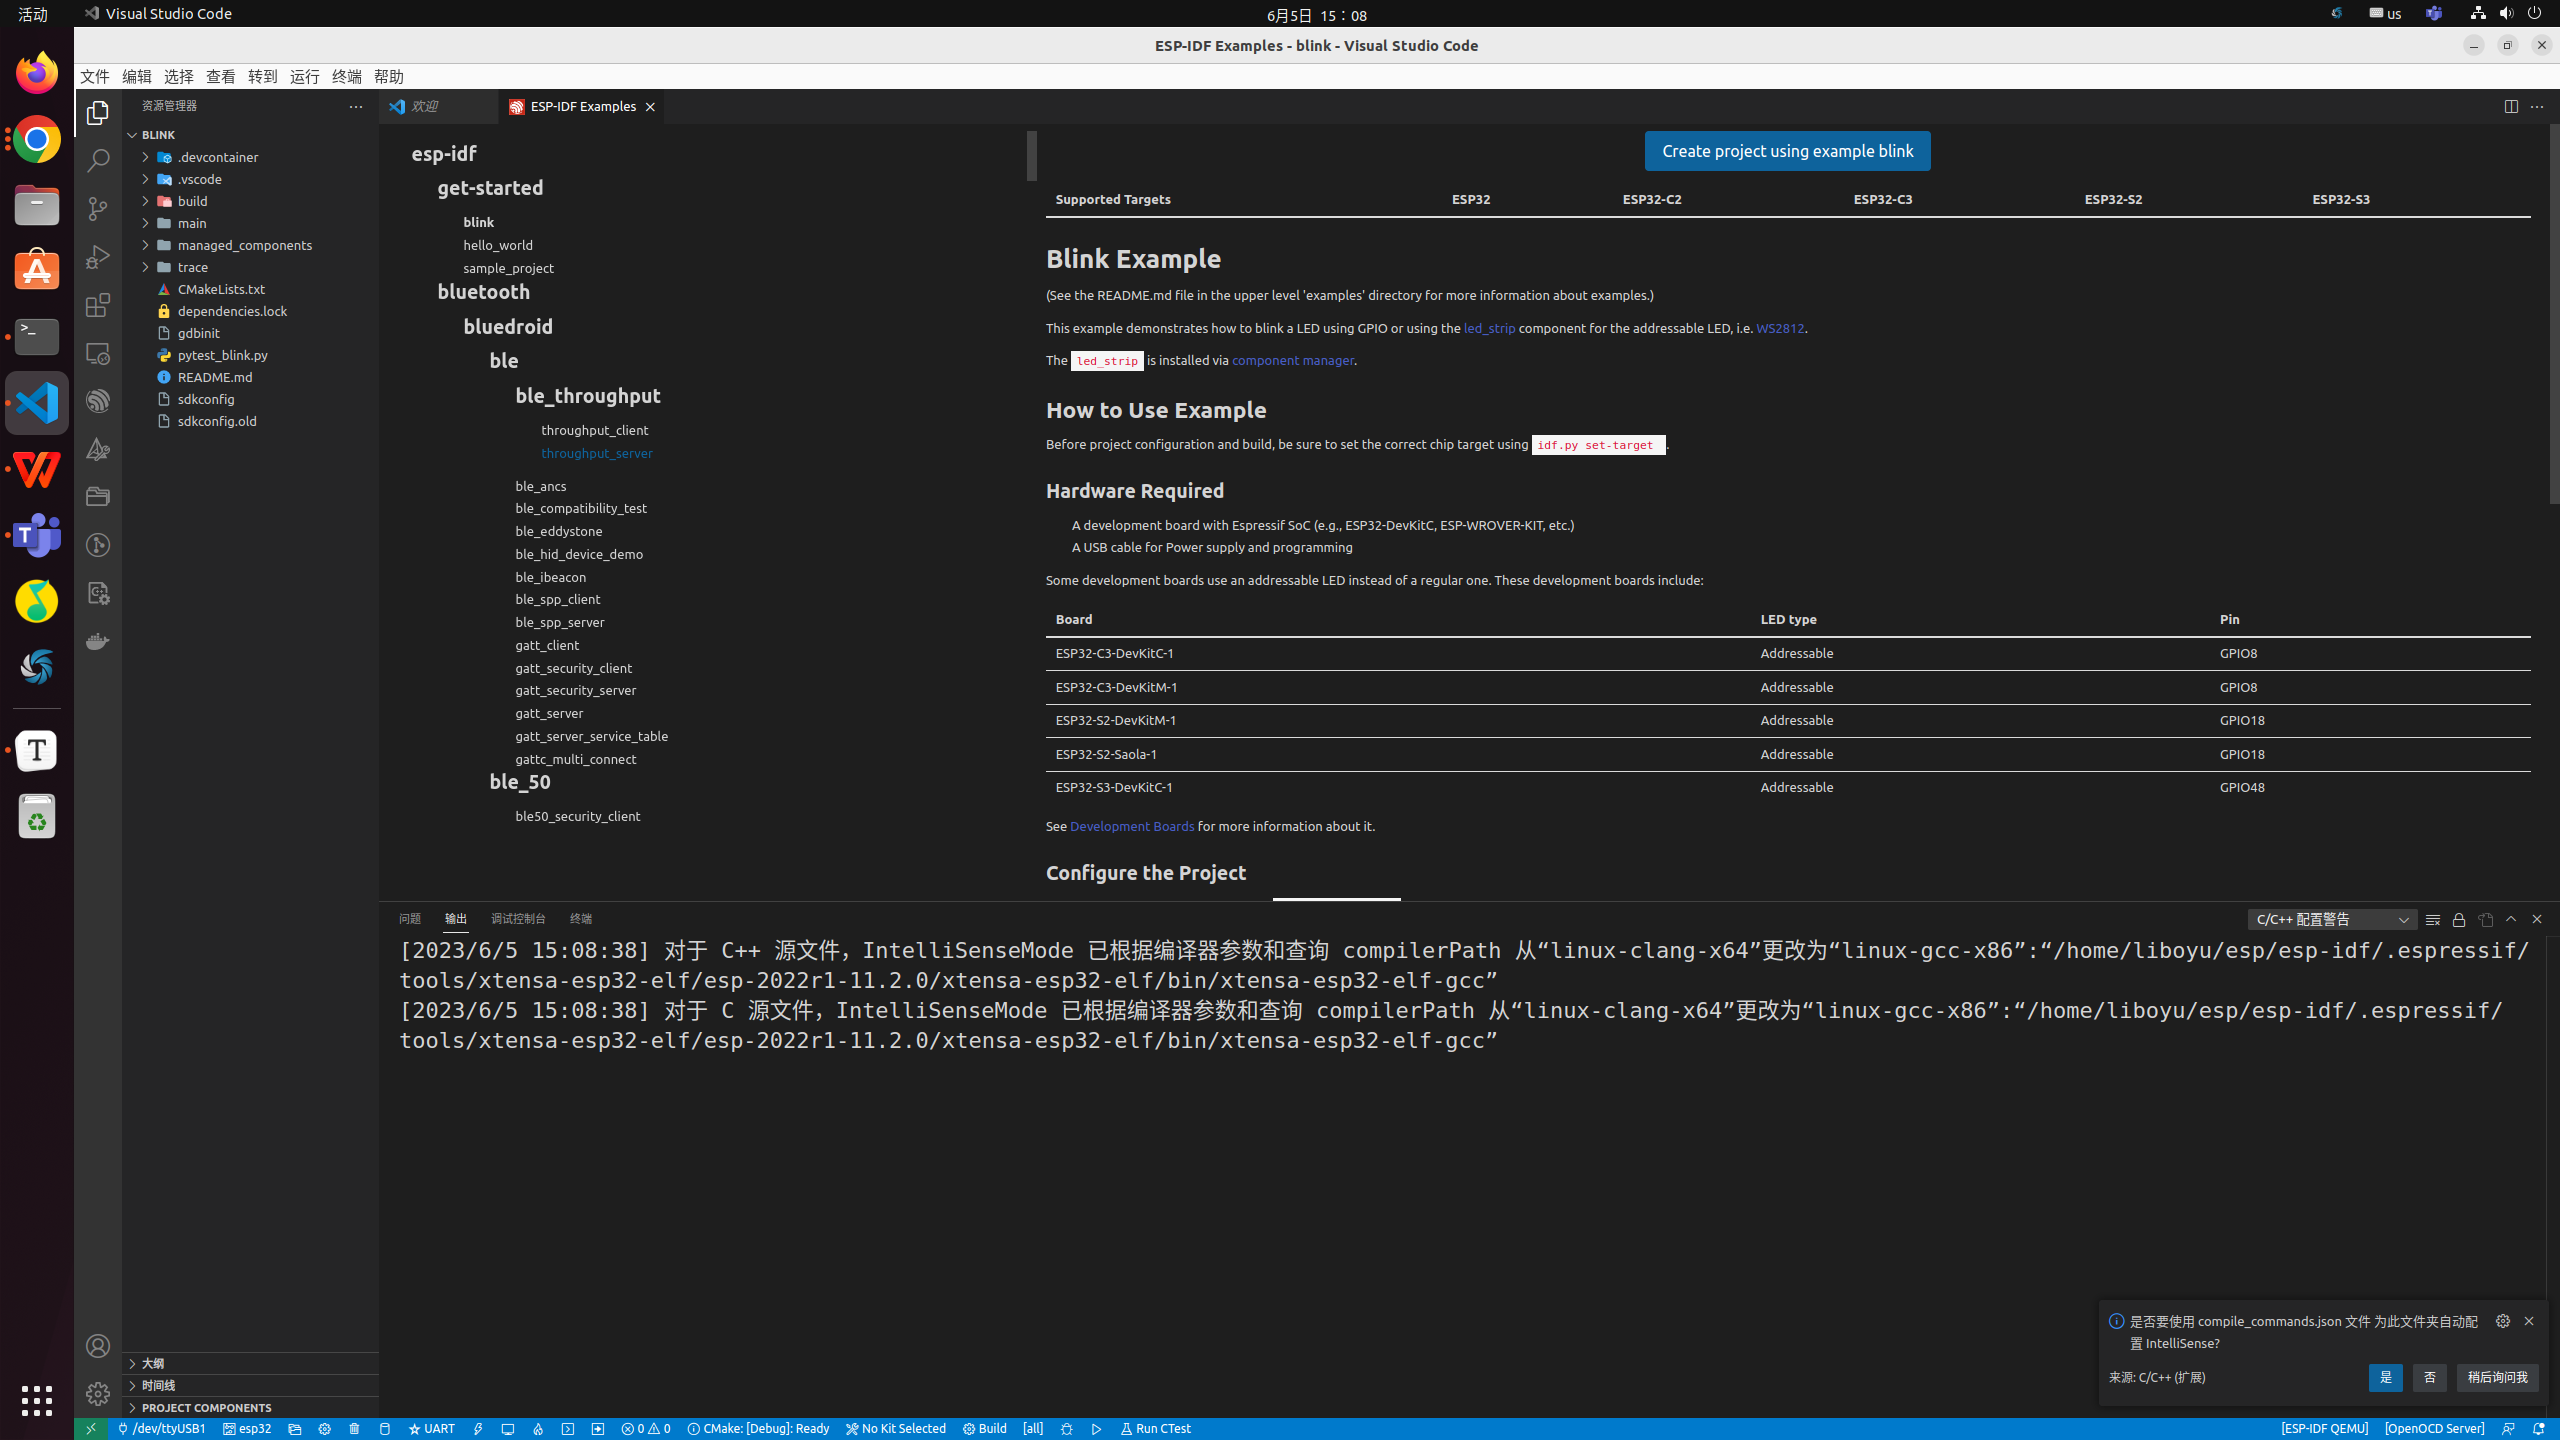 活动
Visual Studio Code
6月5日 15：08
us
ESP-IDF Examples - blink - Visual Studio Code
文件 编辑 选择 查看 转到 运行 终端 帮助
资源管理器
欢迎
ESP-IDF Examples
BLINK
.devcontainer
.vscode
build
main
managed_components
trace
CMakeLists.txt
dependencies.lock
gdbinit
pytest_blink.py
README.md
sdkconfig
sdkconfig.old
大纲
时间线
PROJECT COMPONENTS
esp-idf
get-started
blink
hello_world
sample_project
bluetooth
bluedroid
ble
ble_throughput
throughput_client
throughput_server
ble_ancs
ble_compatibility_test
ble_eddystone
ble_hid_device_demo
ble_ibeacon
ble_spp_client
ble_spp_server
gatt_client
gatt_security_client
gatt_security_server
gatt_server
gatt_server_service_table
gattc_multi_connect
ble_50
ble50_security_client
Create project using example blink
Supported Targets ESP32 ESP32-C2 ESP32-C3 ESP32-S2 ESP32-S3
Blink Example
(See the README.md file in the upper level 'examples' directory for more information about examples.)
This example demonstrates how to blink a LED using GPIO or using the led_strip component for the addressable LED, i.e. WS2812.
The led_strip is installed via component manager.
How to Use Example
Before project configuration and build, be sure to set the correct chip target using idf.py set-target .
Hardware Required
A development board with Espressif SoC (e.g., ESP32-DevKitC, ESP-WROVER-KIT, etc.)
A USB cable for Power supply and programming
Some development boards use an addressable LED instead of a regular one. These development boards include:
Board LED type Pin
ESP32-C3-DevKitC-1 Addressable GPIO8
ESP32-C3-DevKitM-1 Addressable GPIO8
ESP32-S2-DevKitM-1 Addressable GPIO18
ESP32-S2-Saola-1 Addressable GPIO18
ESP32-S3-DevKitC-1 Addressable GPIO48
See Development Boards for more information about it.
Configure the Project
问题 输出 调试控制台 终端
C/C++ 配置警告
[2023/6/5 15:08:38] 对于 C++ 源文件，IntelliSenseMode 已根据编译器参数和查询 compilerPath 从“linux-clang-x64”更改为“linux-gcc-x86”:“/home/liboyu/esp/esp-idf/.espressif/
tools/xtensa-esp32-elf/esp-2022r1-11.2.0/xtensa-esp32-elf/bin/xtensa-esp32-elf-gcc”
[2023/6/5 15:08:38] 对于 C 源文件，IntelliSenseMode 已根据编译器参数和查询 compilerPath 从“linux-clang-x64”更改为“linux-gcc-x86”:“/home/liboyu/esp/esp-idf/.espressif/
tools/xtensa-esp32-elf/esp-2022r1-11.2.0/xtensa-esp32-elf/bin/xtensa-esp32-elf-gcc”
是否要使用 compile_commands.json 文件 为此文件夹自动配
置 IntelliSense?
来源: C/C++ (扩展)
是 否 稍后询问我
/dev/ttyUSB1 esp32 UART 0 0 CMake: [Debug]: Ready No Kit Selected Build [all] Run CTest [ESP-IDF QEMU] [OpenOCD Server]